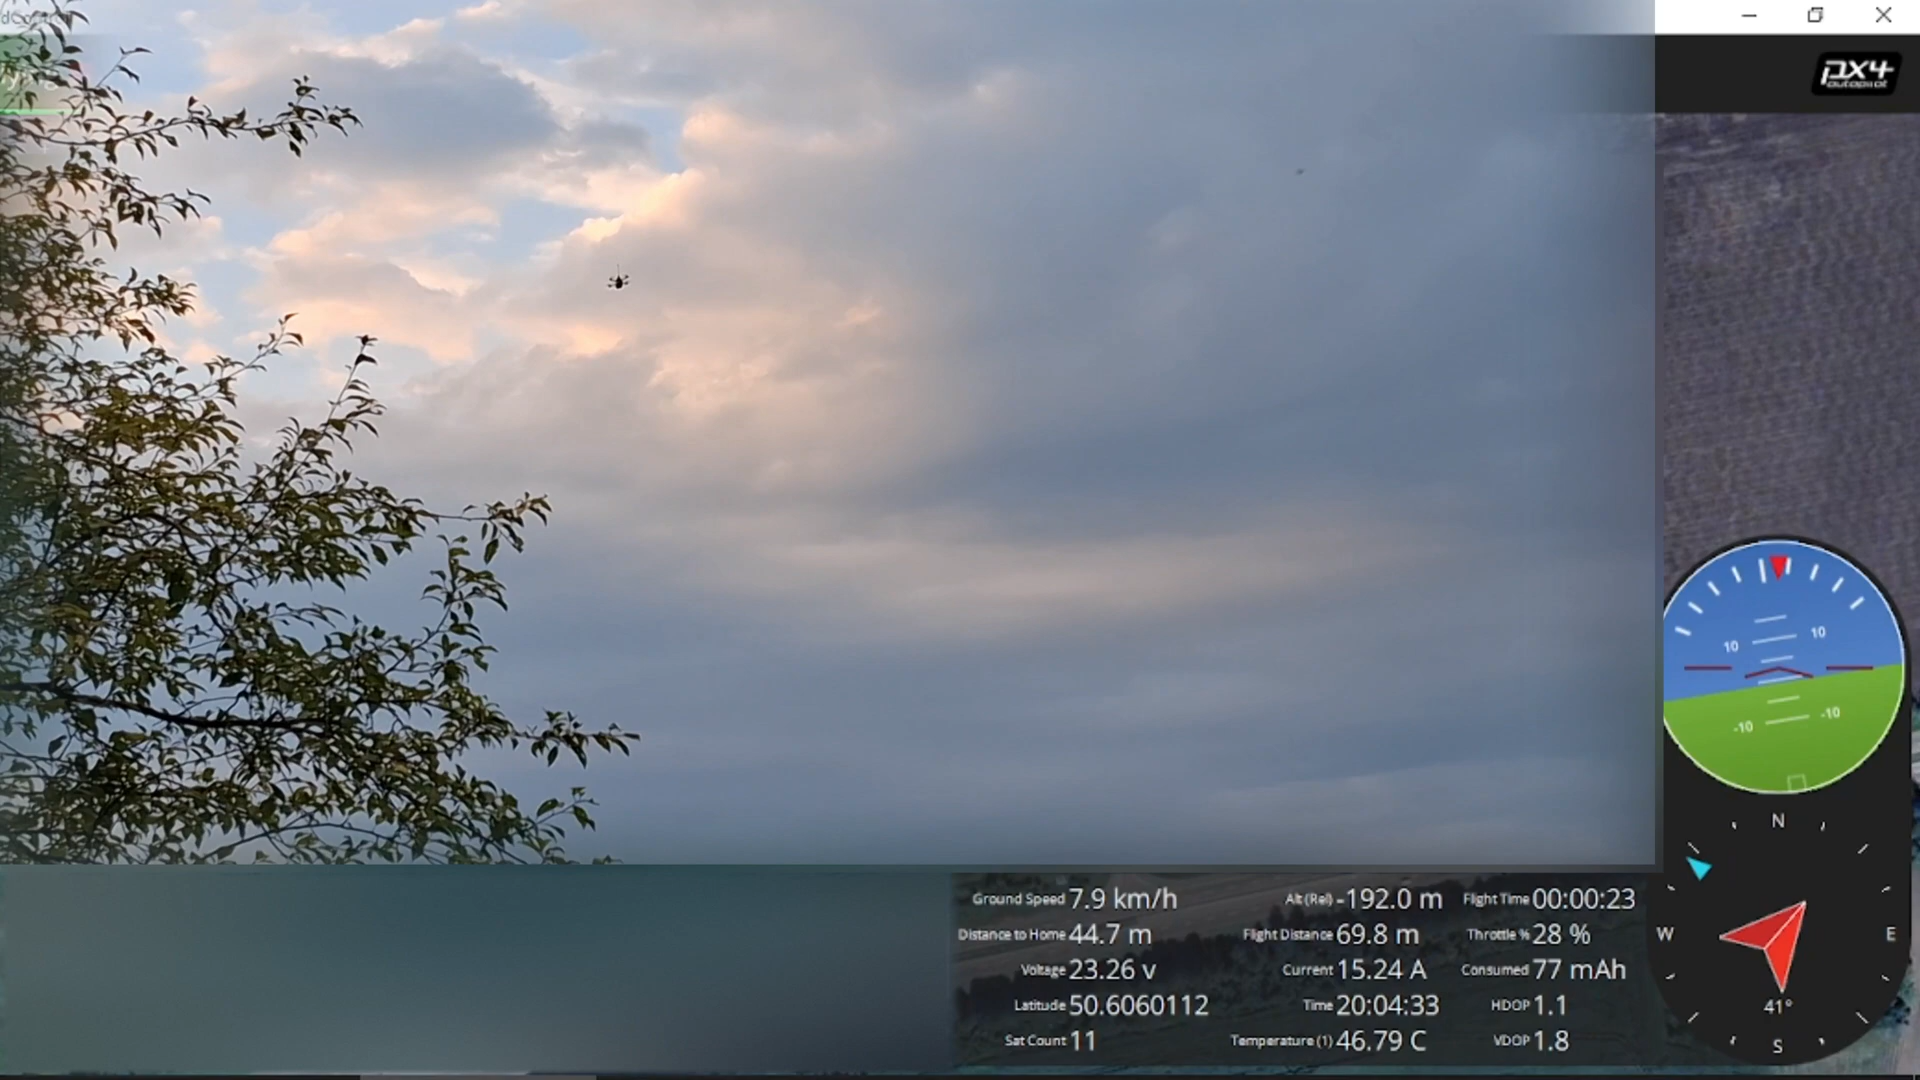 PX4
autopilot
10 10
-10 -10
N
W E
41°
S
Ground Speed 7.9 km/h Alt (Rel) -192.0 m Flight Time 00:00:23
Distance to Home 44.7 m Flight Distance 69.8 m Throttle % 28 %
Voltage 23.26 v Current 15.24 A Consumed 77 mAh
Latitude 50.6060112 Time 20:04:33 HDOP 1.1
Sat Count 11 Temperature (1) 46.79 C VDOP 1.8